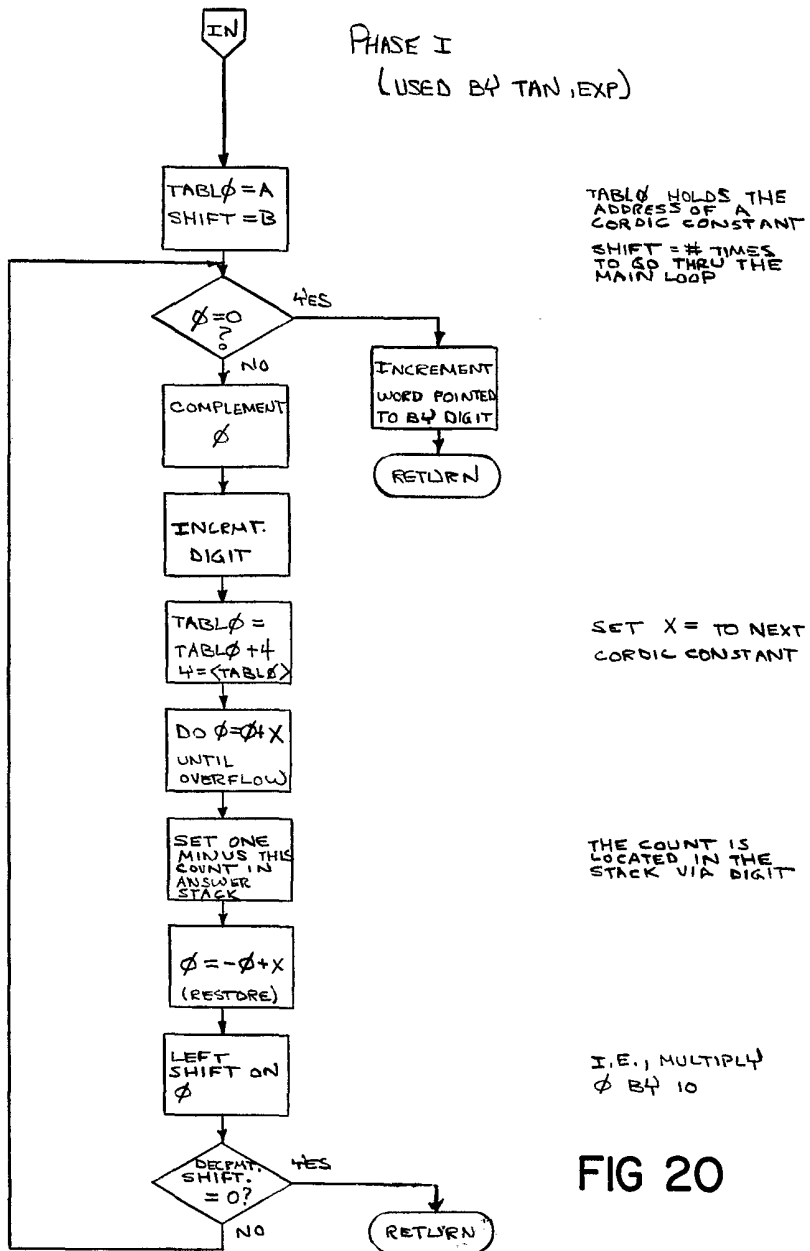 IN
PHASE I
(USED BY TAN, EXP)
TABLØ = A
SHIFT = B
TABLØ HOLDS THE
ADDRESS OF A
CORDIC CONSTANT
SHIFT = # TIMES
TO GO THRU THE
MAIN LOOP
Ø=0
?
YES
NO
INCREMENT
WORD POINTED
TO BY DIGIT
RETURN
COMPLEMENT
Ø
INCRMT.
DIGIT
TABLØ =
TABLØ+4
Y=<TABLØ>
SET X = TO NEXT
CORDIC CONSTANT
DO Ø=Ø+X
UNTIL
OVERFLOW
SET ONE
MINUS THIS
COUNT IN
ANSWER
STACK
THE COUNT IS
LOCATED IN THE
STACK VIA DIGIT
Ø = -Ø+X
(RESTORE)
LEFT
SHIFT ON
Ø
I.E., MULTIPLY
Ø BY 10
DECRMT.
SHIFT.
= 0?
YES
NO
RETURN
FIG 20